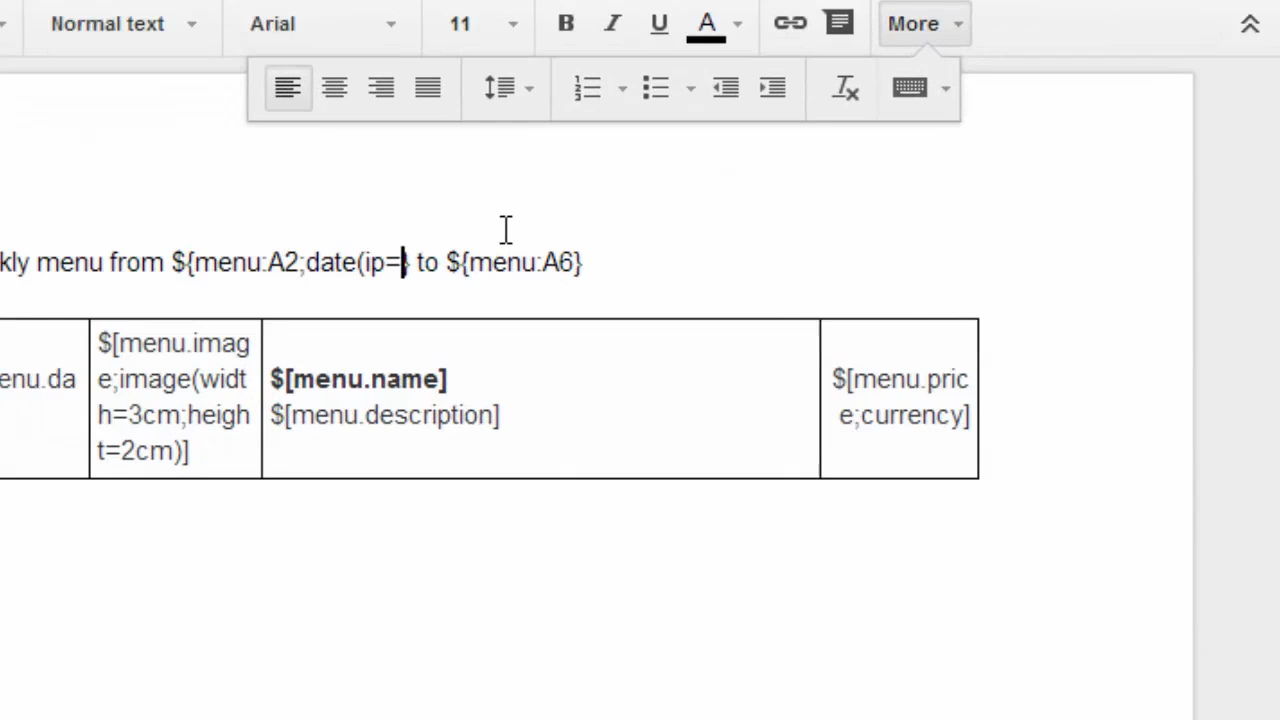 Normal text Arial 11 B I U A More
kly menu from ${menu:A2;date(ip=} to ${menu:A6}
enu.da
$[menu.imag
e;image(widt
h=3cm;heigh
t=2cm)]
$[menu.name]
$[menu.description]
$[menu.pric
e;currency]